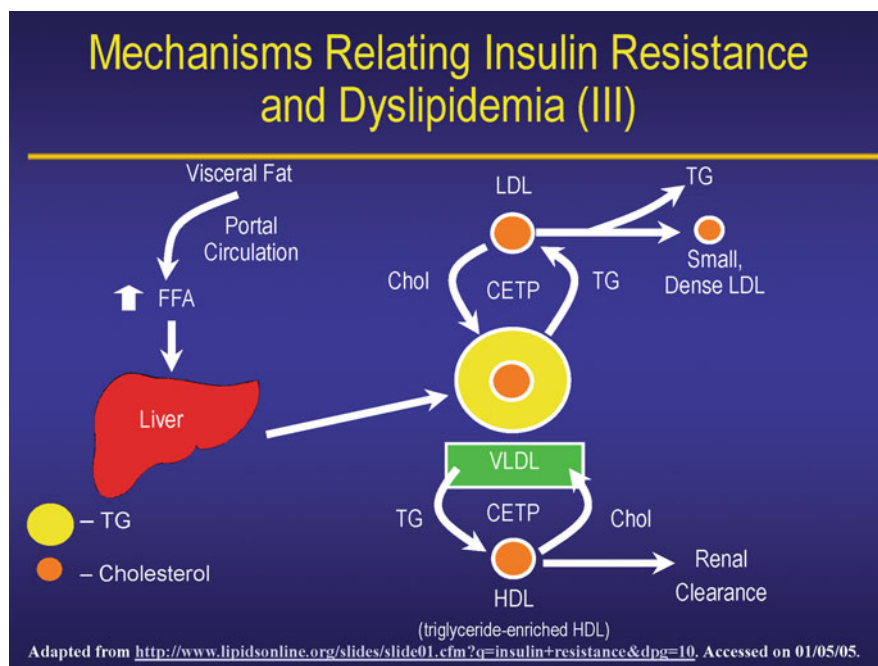 Mechanisms Relating Insulin Resistance
and Dyslipidemia (III)
Visceral Fat
Portal
Circulation
FFA
Liver
– TG
– Cholesterol
LDL
TG
Small,
Dense LDL
Chol
CETP
TG
VLDL
TG
CETP
Chol
HDL
(triglyceride-enriched HDL)
Renal
Clearance
Adapted from http://www.lipidsonline.org/slides/slide01.cfm?q=insulin+resistance&dpg=10. Accessed on 01/05/05.